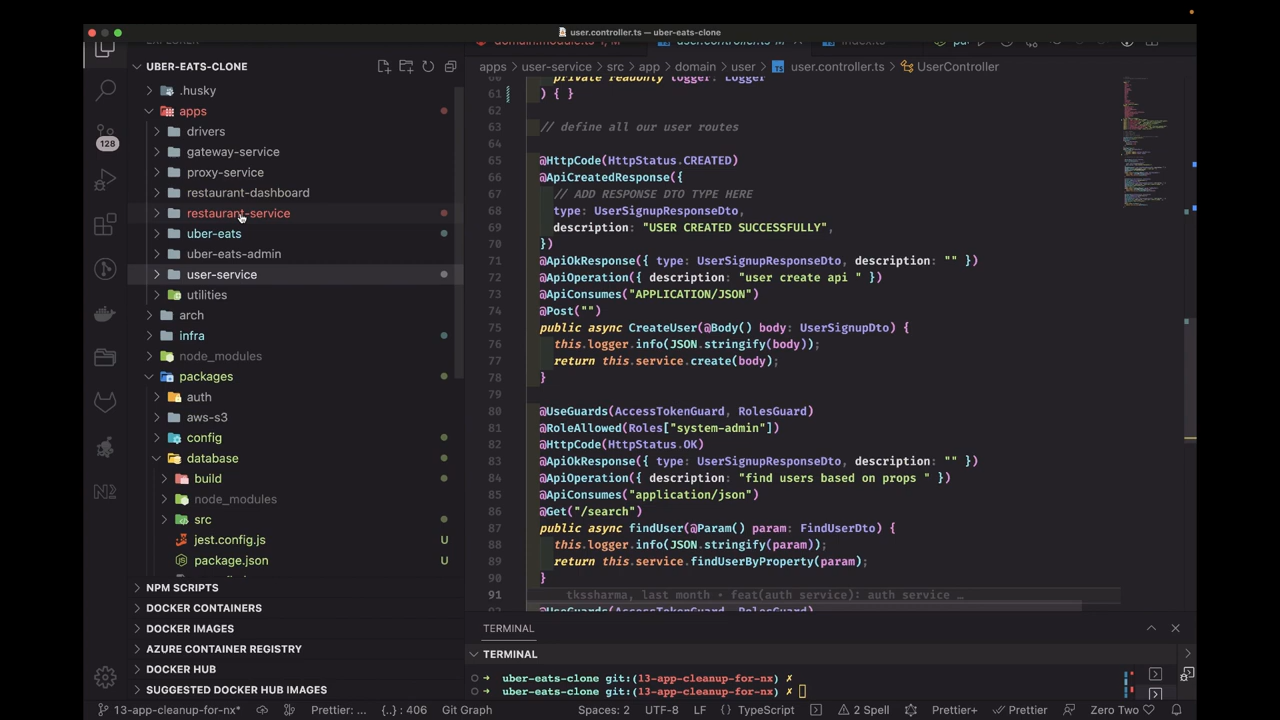 user.controller.ts — uber-eats-clone
UBER-EATS-CLONE
.husky
apps
drivers
gateway-service
proxy-service
restaurant-dashboard
restaurant-service
uber-eats
uber-eats-admin
user-service
utilities
arch
infra
node_modules
packages
auth
aws-s3
config
database
build
node_modules
src
jest.config.js U
package.json U
NPM SCRIPTS
DOCKER CONTAINERS
DOCKER IMAGES
AZURE CONTAINER REGISTRY
DOCKER HUB
SUGGESTED DOCKER HUB IMAGES
128
apps > user-service > src > app > domain > user > user.controller.ts > UserController
private readonly logger: Logger
61 ) { }
62
63 // define all our user routes
64
65 @HttpCode(HttpStatus.CREATED)
66 @ApiCreatedResponse({
67 // ADD RESPONSE DTO TYPE HERE
68 type: UserSignupResponseDto,
69 description: "USER CREATED SUCCESSFULLY",
70 })
71 @ApiOkResponse({ type: UserSignupResponseDto, description: "" })
72 @ApiOperation({ description: "user create api " })
73 @ApiConsumes("APPLICATION/JSON")
74 @Post("")
75 public async CreateUser(@Body() body: UserSignupDto) {
76 this.logger.info(JSON.stringify(body));
77 return this.service.create(body);
78 }
79
80 @UseGuards(AccessTokenGuard, RolesGuard)
81 @RoleAllowed(Roles["system-admin"])
82 @HttpCode(HttpStatus.OK)
83 @ApiOkResponse({ type: UserSignupResponseDto, description: "" })
84 @ApiOperation({ description: "find users based on props " })
85 @ApiConsumes("application/json")
86 @Get("/search")
87 public async findUser(@Param() param: FindUserDto) {
88 this.logger.info(JSON.stringify(param));
89 return this.service.findUserByProperty(param);
90 }
91 tkssharma, last month • feat(auth service): auth service …
@UseGuards(AccessTokenGuard, RolesGuard)
TERMINAL
TERMINAL
uber-eats-clone git:(13-app-cleanup-for-nx) ✗
uber-eats-clone git:(13-app-cleanup-for-nx) ✗
13-app-cleanup-for-nx* Prettier: ... {..} : 406 Git Graph Spaces: 2 UTF-8 LF TypeScript 2 Spell Prettier+ Prettier Zero Two